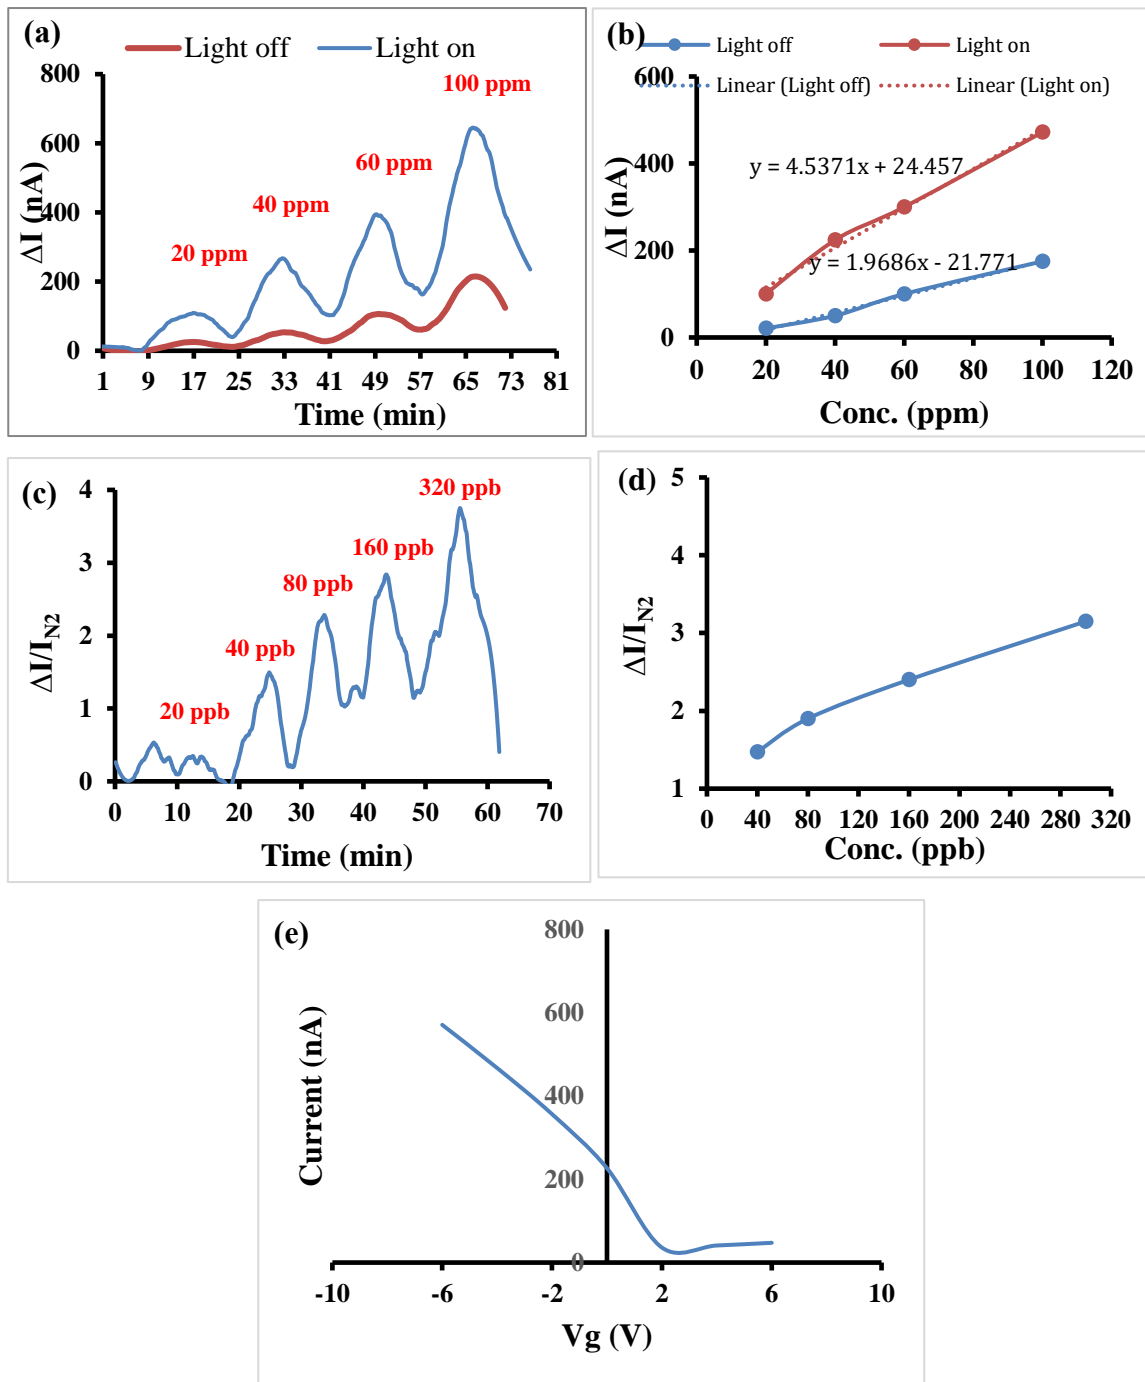 (a)
Light off
Light on
800
600
400
200
0
ΔI (nA)
20 ppm
40 ppm
60 ppm
100 ppm
1 9 17 25 33 41 49 57 65 73 81
Time (min)
(b)
Light off
Light on
Linear (Light off)
Linear (Light on)
600
400
200
0
ΔI (nA)
y = 4.5371x + 24.457
y = 1.9686x - 21.771
0 20 40 60 80 100 120
Conc. (ppm)
(c)
4
3
2
1
0
ΔI/I_N2
20 ppb
40 ppb
80 ppb
160 ppb
320 ppb
0 10 20 30 40 50 60 70
Time (min)
(d)
5
4
3
2
1
ΔI/I_N2
0 40 80 120 160 200 240 280 320
Conc. (ppb)
(e)
800
600
400
200
0
Current (nA)
-10 -6 -2 2 6 10
Vg (V)